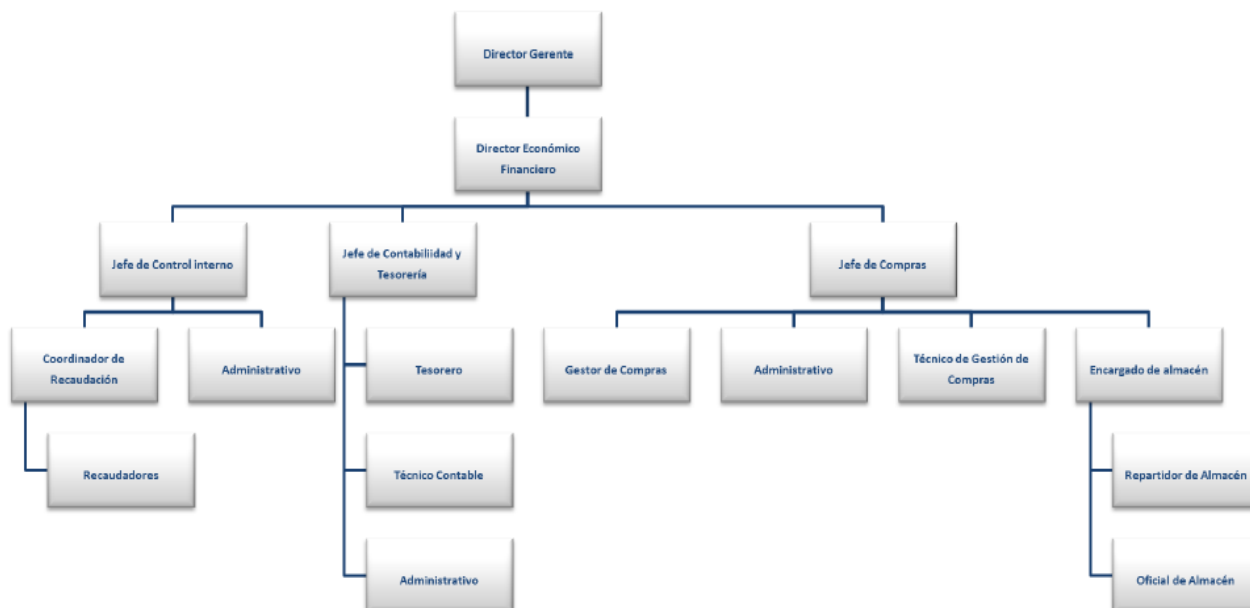 Director Gerente
Director Económico
Financiero
Jefe de Control interno
Jefe de Contabiliidad y
Tesorería
Jefe de Compras
Coordinador de
Recaudación
Administrativo
Tesorero
Gestor de Compras
Administrativo
Técnico de Gestión de
Compras
Encargado de almacén
Recaudadores
Técnico Contable
Repartidor de Almacén
Administrativo
Oficial de Almacén